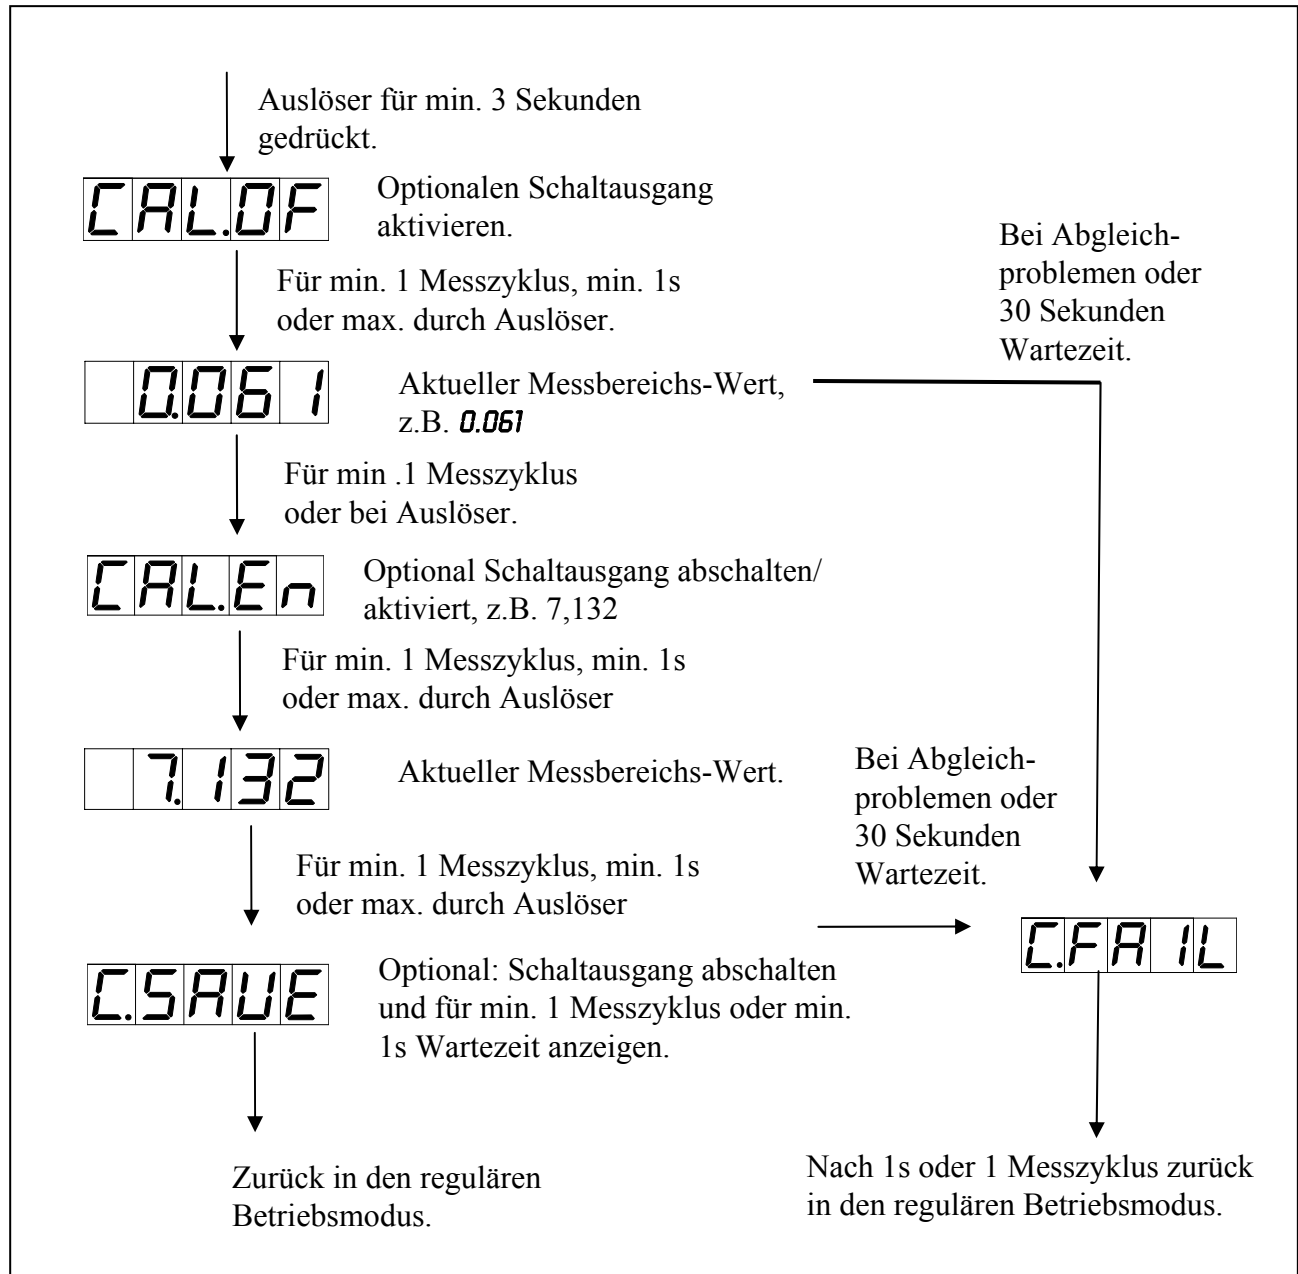 Auslöser für min. 3 Sekunden
gedrückt.
CAL.OF
Optionalen Schaltausgang
aktivieren.
Für min. 1 Messzyklus, min. 1s
oder max. durch Auslöser.
Bei Abgleich-
problemen oder
30 Sekunden
Wartezeit.
0.061
Aktueller Messbereichs-Wert,
z.B. 0.061
Für min .1 Messzyklus
oder bei Auslöser.
CAL.En
Optional Schaltausgang abschalten/
aktiviert, z.B. 7,132
Für min. 1 Messzyklus, min. 1s
oder max. durch Auslöser
7.132
Aktueller Messbereichs-Wert.
Bei Abgleich-
problemen oder
30 Sekunden
Wartezeit.
Für min. 1 Messzyklus, min. 1s
oder max. durch Auslöser
C.SAUE
Optional: Schaltausgang abschalten
und für min. 1 Messzyklus oder min.
1s Wartezeit anzeigen.
C.FAIL
Zurück in den regulären
Betriebsmodus.
Nach 1s oder 1 Messzyklus zurück
in den regulären Betriebsmodus.